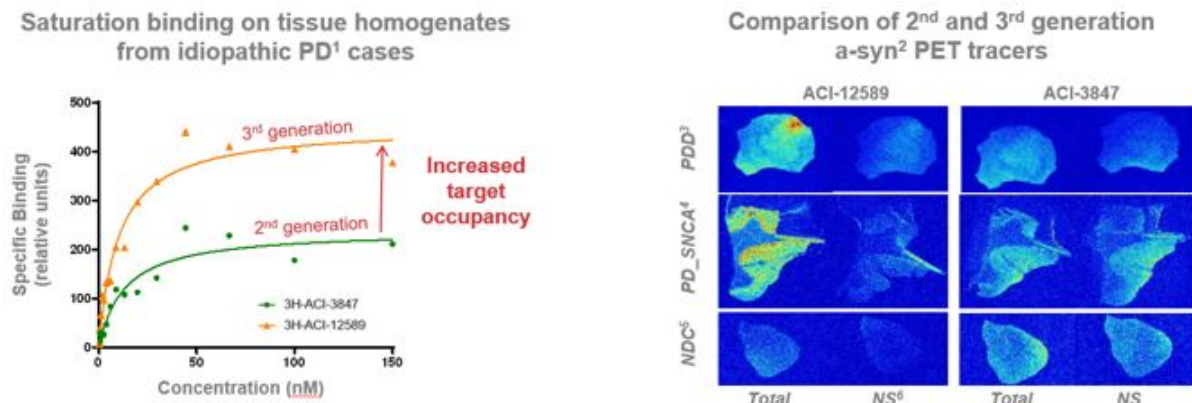 Saturation binding on tissue homogenates
from idiopathic PD¹ cases
500
400
300
200
100
0
Specific Binding
(relative units)
3rd generation
2nd generation
Increased
target
occupancy
3H-ACI-3847
3H-ACI-12589
0
50
100
150
Concentration (nM)
Comparison of 2nd and 3rd generation
a-syn² PET tracers
ACI-12589
ACI-3847
PDD³
PD_SNCA⁴
NDC⁵
Total
NS⁶
Total
NS